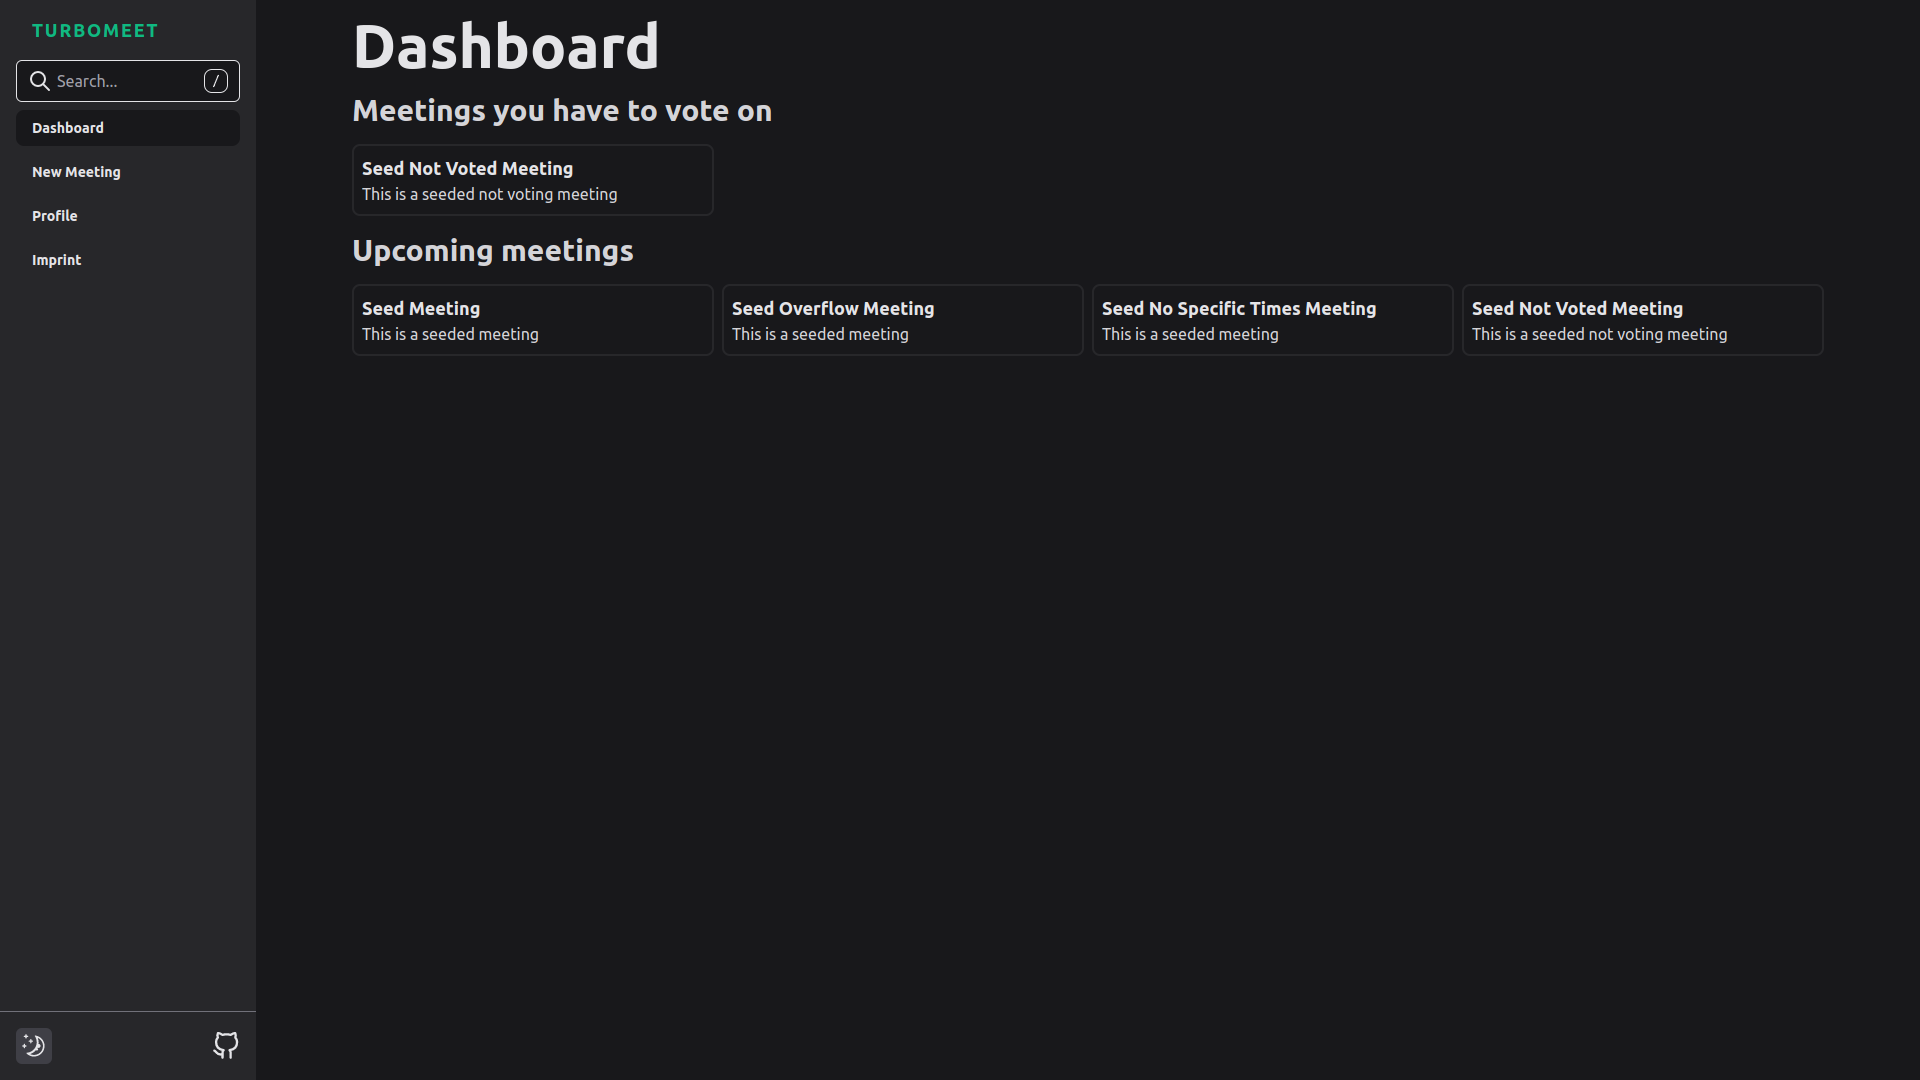 TURBOMEET
Search...
/
Dashboard
New Meeting
Profile
Imprint
Dashboard
Meetings you have to vote on
Seed Not Voted Meeting
This is a seeded not voting meeting
Upcoming meetings
Seed Meeting
This is a seeded meeting
Seed Overflow Meeting
This is a seeded meeting
Seed No Specific Times Meeting
This is a seeded meeting
Seed Not Voted Meeting
This is a seeded not voting meeting